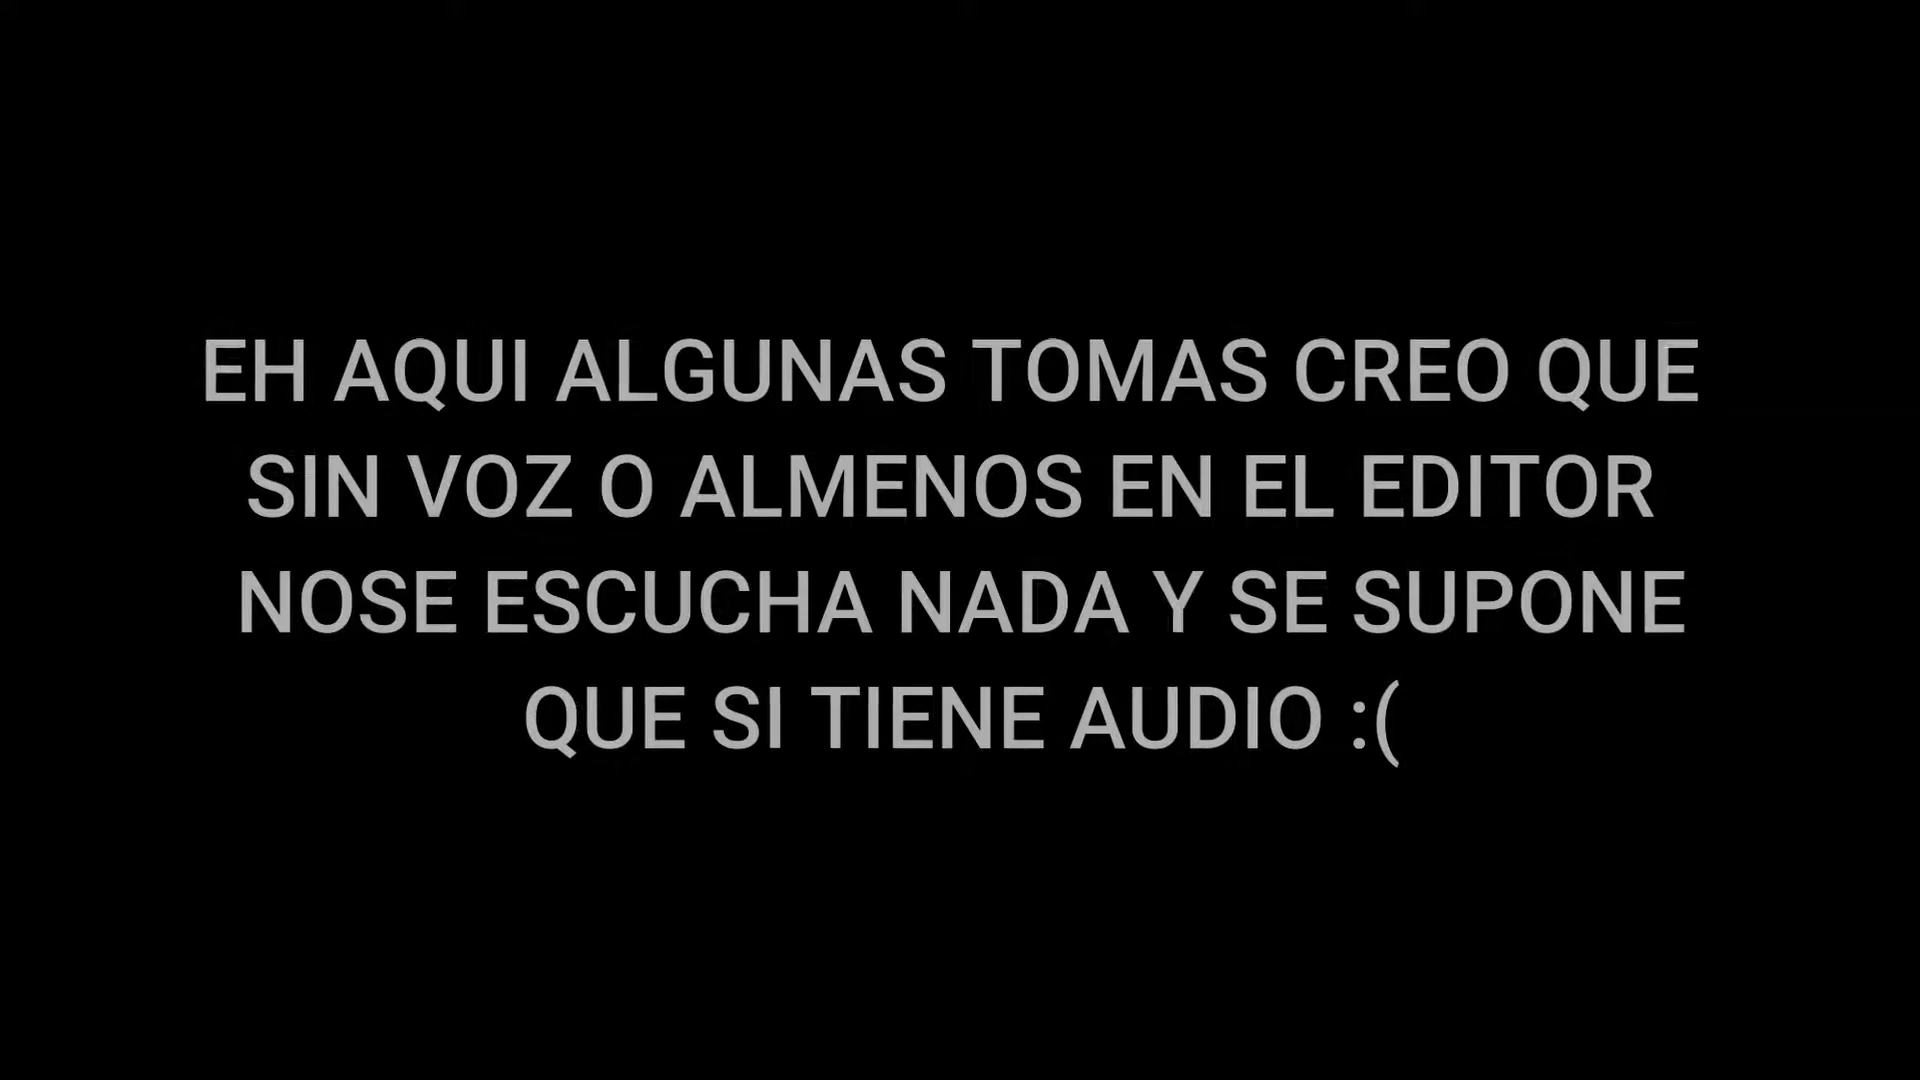 EH AQUI ALGUNAS TOMAS CREO QUE
SIN VOZ O ALMENOS EN EL EDITOR
NOSE ESCUCHA NADA Y SE SUPONE
QUE SI TIENE AUDIO :(